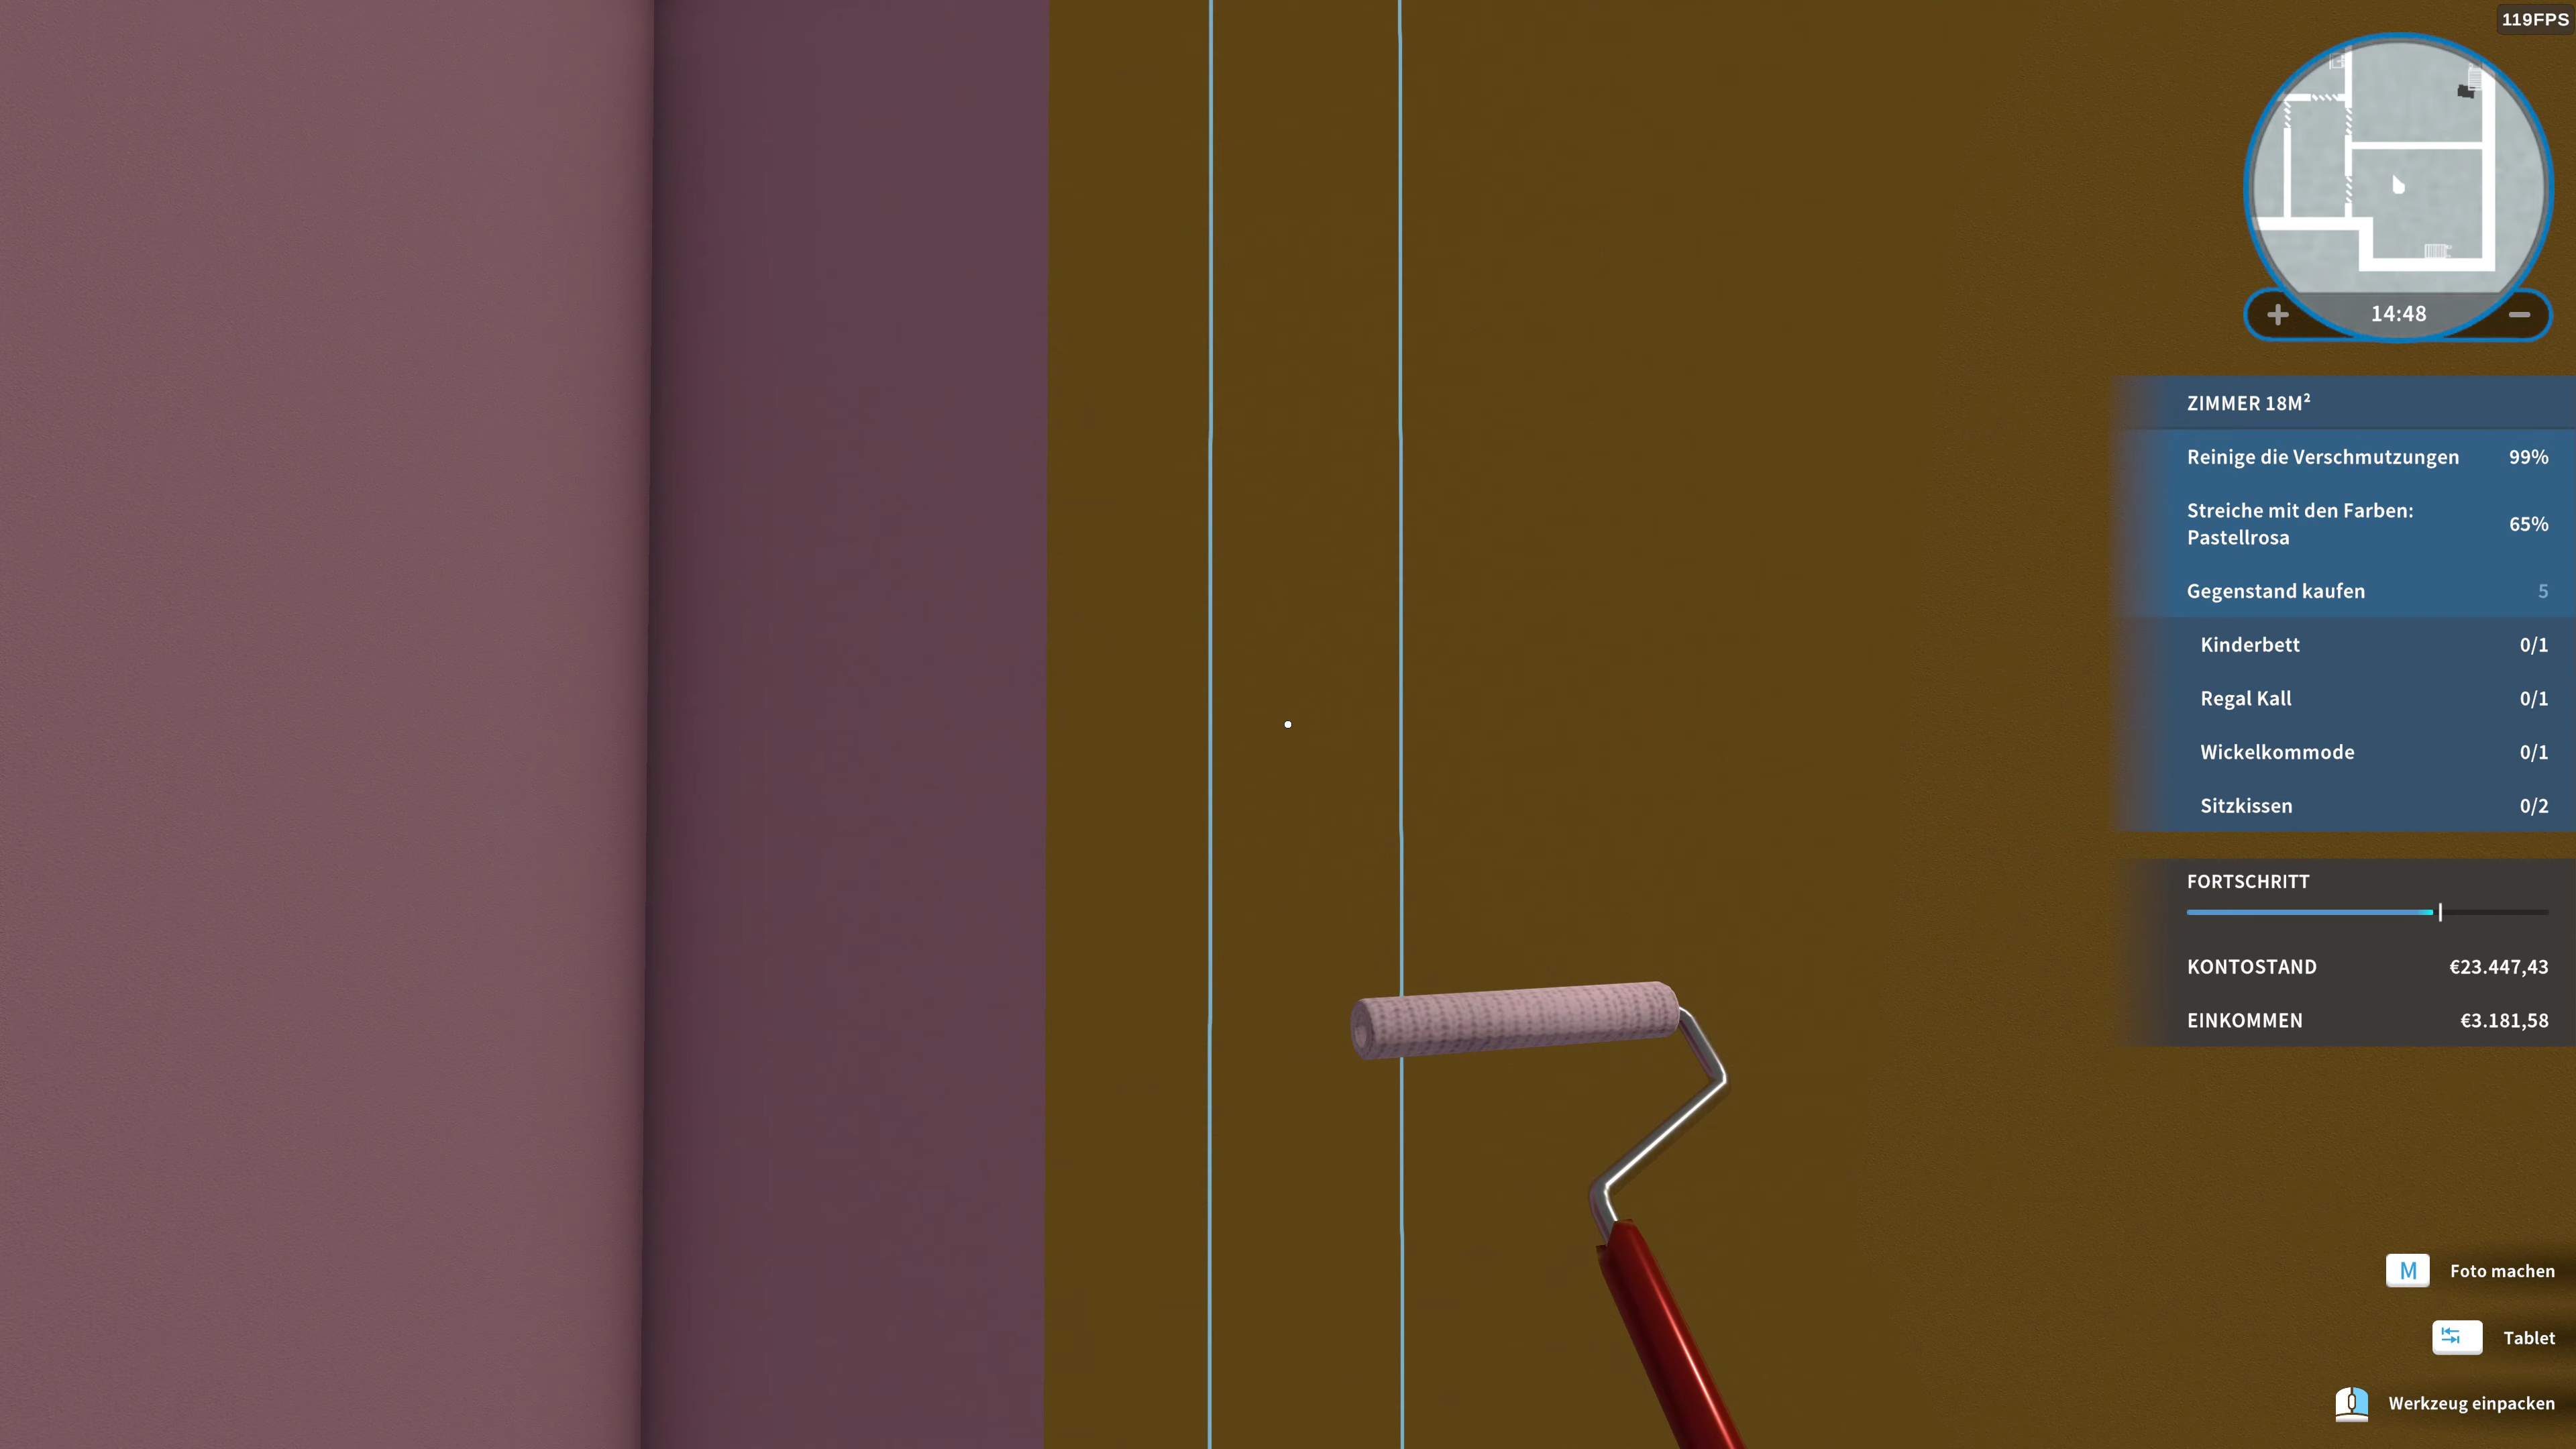 119FPS
14:48
ZIMMER 18M²
Reinige die Verschmutzungen 99%
Streiche mit den Farben:
Pastellrosa 65%
Gegenstand kaufen 5
Kinderbett 0/1
Regal Kall 0/1
Wickelkommode 0/1
Sitzkissen 0/2
FORTSCHRITT
KONTOSTAND €23.447,43
EINKOMMEN €3.181,58
M Foto machen
Tablet
Werkzeug einpacken